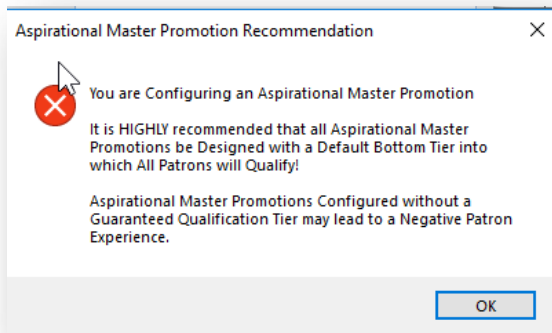 Aspirational Master Promotion Recommendation
You are Configuring an Aspirational Master Promotion
It is HIGHLY recommended that all Aspirational Master
Promotions be Designed with a Default Bottom Tier into
which All Patrons will Qualify!
Aspirational Master Promotions Configured without a
Guaranteed Qualification Tier may lead to a Negative Patron
Experience.
OK